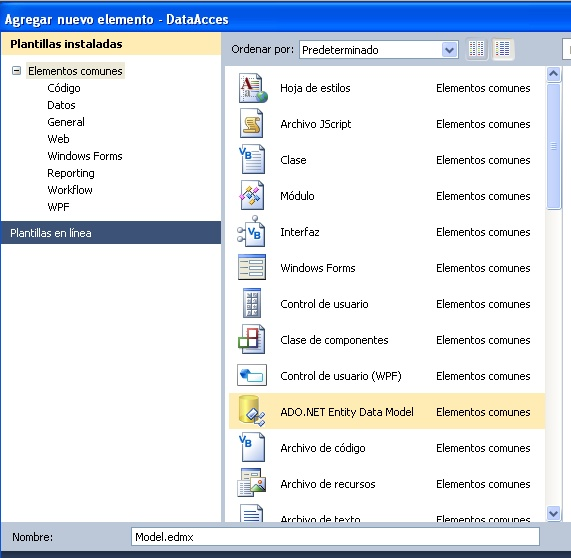 Agregar nuevo elemento - DataAcces
Plantillas instaladas
Elementos comunes
Código
Datos
General
Web
Windows Forms
Reporting
Workflow
WPF
Plantillas en línea
Ordenar por: Predeterminado
Hoja de estilos Elementos comunes
Archivo JScript Elementos comunes
Clase Elementos comunes
Módulo Elementos comunes
Interfaz Elementos comunes
Windows Forms Elementos comunes
Control de usuario Elementos comunes
Clase de componentes Elementos comunes
Control de usuario (WPF) Elementos comunes
ADO.NET Entity Data Model Elementos comunes
Archivo de código Elementos comunes
Archivo de recursos Elementos comunes
Archivo de texto Elementos comunes
Nombre: Model.edmx